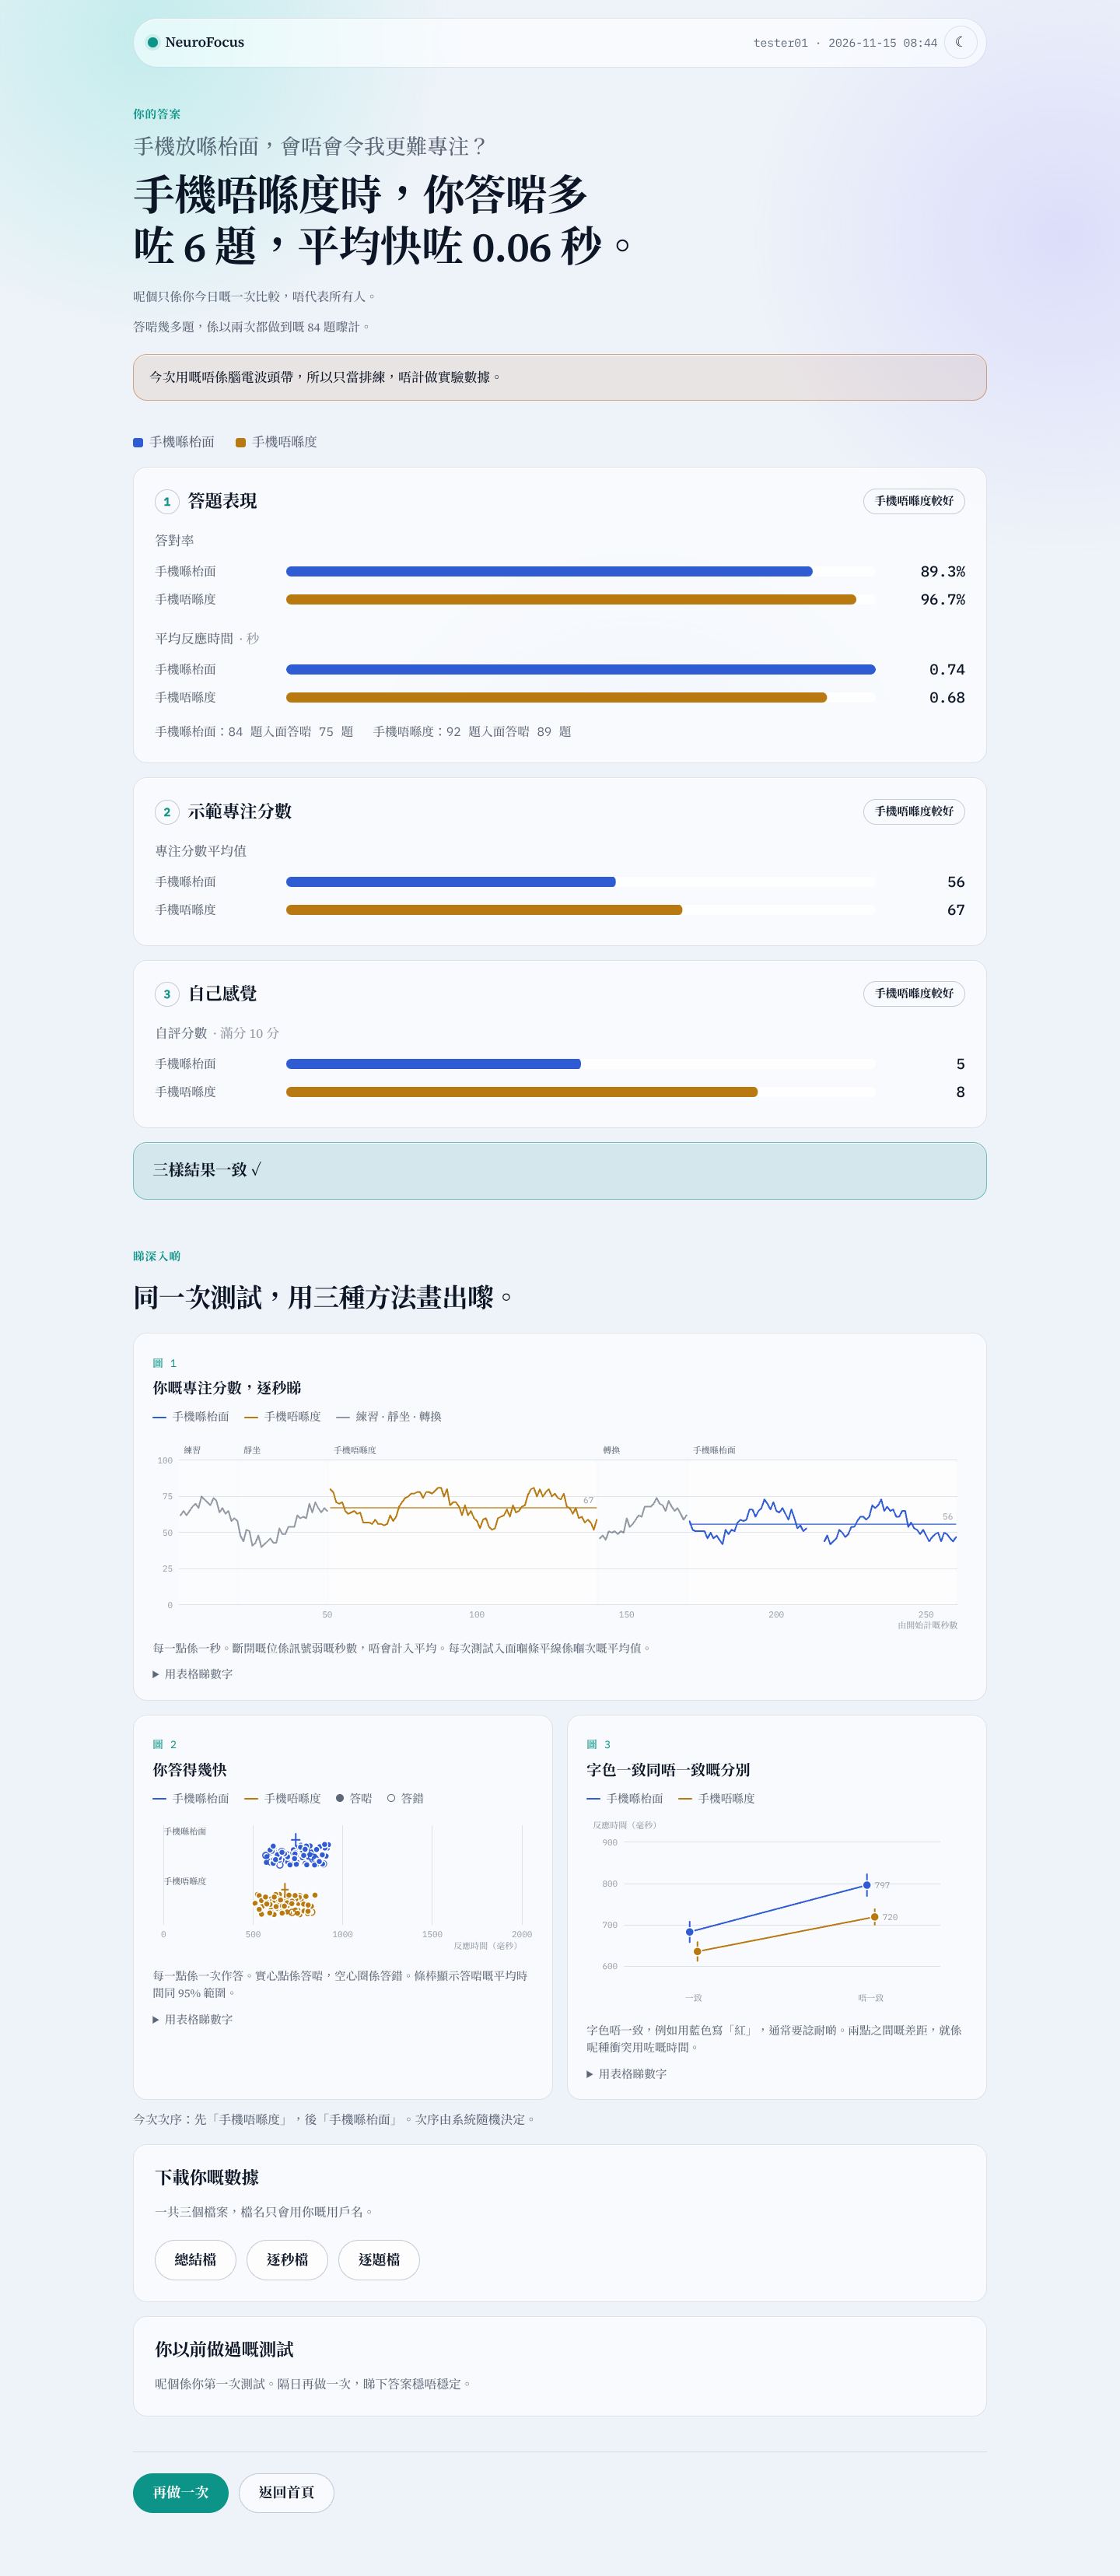 NeuroFocus
tester01 · 2026-11-15 08:44 ☾
你的答案
手機放喺枱面，會唔會令我更難專注？
手機唔喺度時，你答啱多
咗 6 題，平均快咗 0.06 秒。
呢個只係你今日嘅一次比較，唔代表所有人。
答啱幾多題，係以兩次都做到嘅 84 題嚟計。
今次用嘅唔係腦電波頭帶，所以只當排練，唔計做實驗數據。
手機喺枱面 手機唔喺度
1 答題表現 手機唔喺度較好
答對率
手機喺枱面 89.3%
手機唔喺度 96.7%
平均反應時間 · 秒
手機喺枱面 0.74
手機唔喺度 0.68
手機喺枱面：84 題入面答啱 75 題 手機唔喺度：92 題入面答啱 89 題
2 示範專注分數 手機唔喺度較好
專注分數平均值
手機喺枱面 56
手機唔喺度 67
3 自己感覺 手機唔喺度較好
自評分數 · 滿分 10 分
手機喺枱面 5
手機唔喺度 8
三樣結果一致 ✓
睇深入啲
同一次測試，用三種方法畫出嚟。
圖 1
你嘅專注分數，逐秒睇
手機喺枱面 手機唔喺度 練習 · 靜坐 · 轉換
練習 靜坐 手機唔喺度 轉換 手機喺枱面
100
75
67
56
50
25
0
50 100 150 200 250
由開始計嘅秒數
每一點係一秒。斷開嘅位係訊號弱嘅秒數，唔會計入平均。每次測試入面嗰條平線係嗰次嘅平均值。
▶ 用表格睇數字
圖 2
你答得幾快
手機喺枱面 手機唔喺度 答啱 答錯
手機喺枱面
手機唔喺度
0 500 1000 1500 2000
反應時間（毫秒）
每一點係一次作答。實心點係答啱，空心圈係答錯。條棒顯示答啱嘅平均時
間同 95% 範圍。
▶ 用表格睇數字
圖 3
字色一致同唔一致嘅分別
手機喺枱面 手機唔喺度
反應時間（毫秒）
900
800
797
720
700
600
一致 唔一致
字色唔一致，例如用藍色寫「紅」，通常要諗耐啲。兩點之間嘅差距，就係
呢種衝突用咗嘅時間。
▶ 用表格睇數字
今次次序：先「手機唔喺度」，後「手機喺枱面」。次序由系統隨機決定。
下載你嘅數據
一共三個檔案，檔名只會用你嘅用戶名。
總結檔 逐秒檔 逐題檔
你以前做過嘅測試
呢個係你第一次測試。隔日再做一次，睇下答案穩唔穩定。
再做一次 返回首頁